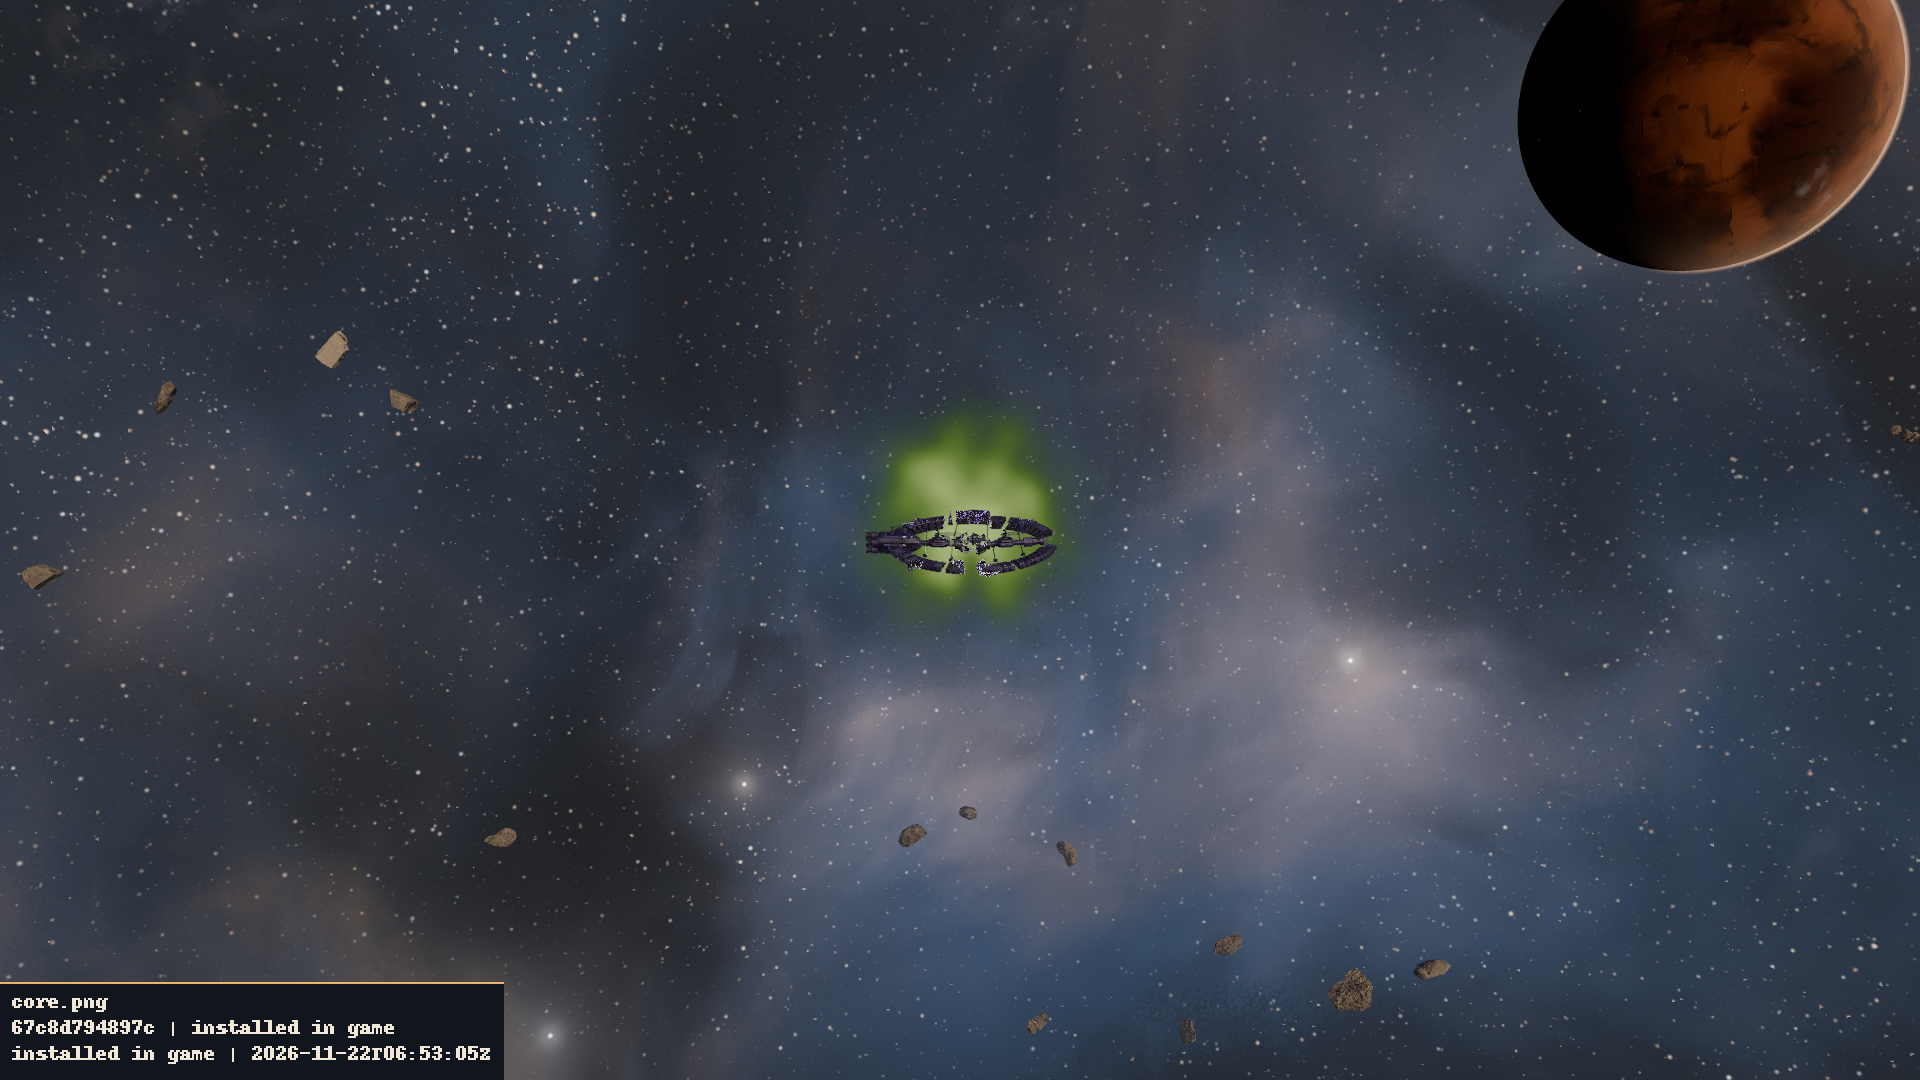 core.png
67c8d794897c | installed in game
installed in game | 2026-11-22T06:53:05z